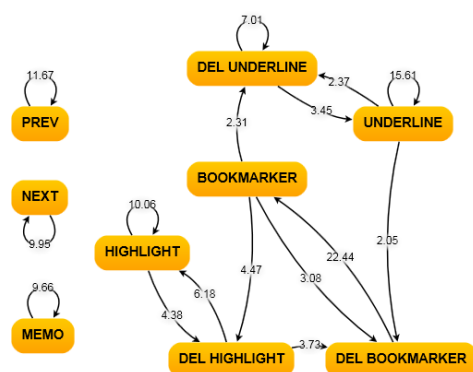 7.01
DEL UNDERLINE
11.67
PREV
2.37
15.61
3.45
UNDERLINE
2.31
BOOKMARKER
NEXT
9.95
10.06
HIGHLIGHT
2.05
4.47
22.44
3.08
6.18
4.38
9.66
MEMO
3.73
DEL HIGHLIGHT
DEL BOOKMARKER